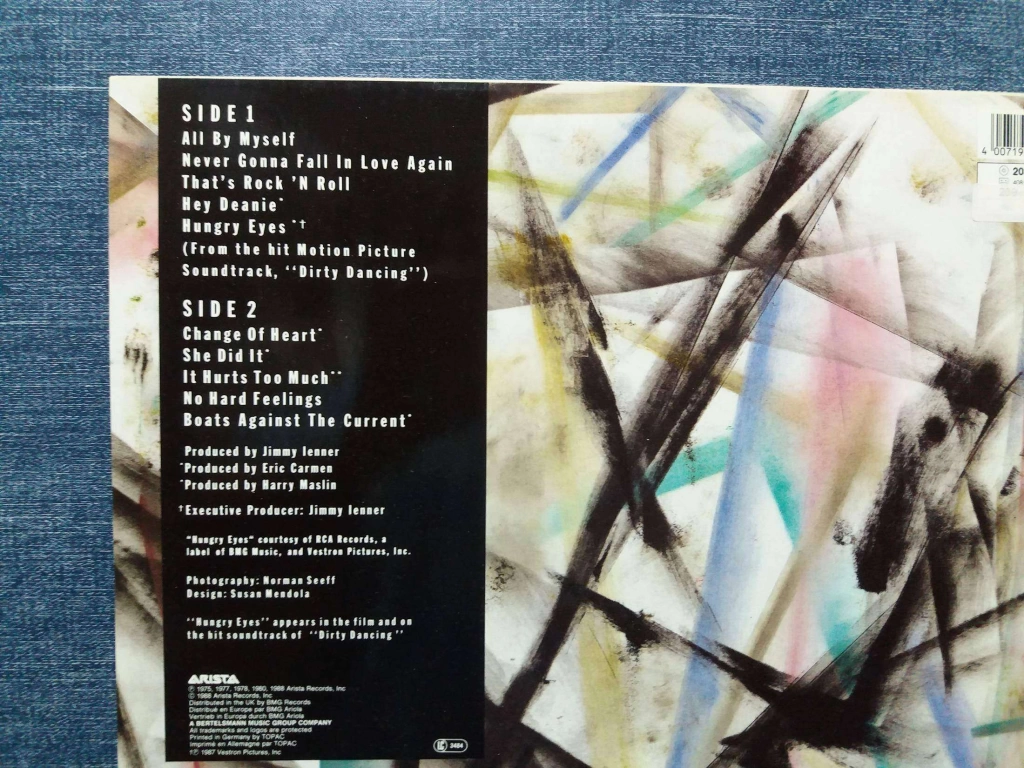 SIDE 1
All By Myself
Never Gonna Fall In Love Again
That's Rock 'N Roll
Hey Deanie*
Hungry Eyes *†
(From the hit Motion Picture
Soundtrack, "Dirty Dancing")
SIDE 2
Change Of Heart*
She Did It*
It Hurts Too Much**
No Hard Feelings
Boats Against The Current*
Produced by Jimmy Ienner
*Produced by Eric Carmen
*Produced by Harry Maslin
†Executive Producer: Jimmy Ienner
"Hungry Eyes" courtesy of RCA Records, a
label of BMG Music, and Vestron Pictures, Inc.
Photography: Norman Seeff
Design: Susan Mendola
"Hungry Eyes" appears in the film and on
the hit soundtrack of "Dirty Dancing"
ARISTA
℗ 1975, 1977, 1978, 1980, 1988 Arista Records, Inc
© 1988 Arista Records, Inc
Distributed in the UK by BMG Records
Distribué en Europe par BMG Ariola
Vertrieb in Europa durch BMG Ariola
A BERTELSMANN MUSIC GROUP COMPANY
All trademarks and logos are protected
Printed in Germany by TOPAC
Imprimé en Allemagne par TOPAC
†℗ 1987 Vestron Pictures, Inc
LC 3484
4 00719
20